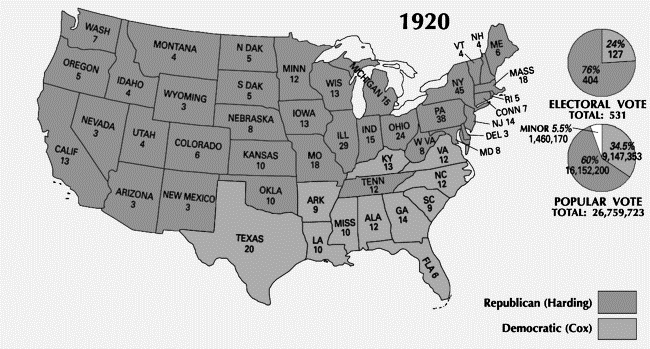 1920
WASH
7
OREGON
5
CALIF
13
NEVADA
3
IDAHO
4
MONTANA
4
WYOMING
3
UTAH
4
COLORADO
6
ARIZONA
3
NEW MEXICO
3
N DAK
5
S DAK
5
NEBRASKA
8
KANSAS
10
OKLA
10
TEXAS
20
MINN
12
IOWA
13
MO
18
ARK
9
LA
10
WIS
13
ILL
29
MICHIGAN 15
IND
15
OHIO
24
KY
13
TENN
12
MISS
10
ALA
12
GA
14
FLA 6
SC
9
NC
12
VA
12
W VA
8
PA
38
NY
45
VT
4
NH
4
ME
6
MASS
18
RI 5
CONN 7
NJ 14
DEL 3
MD 8
24%
127
76%
404
ELECTORAL VOTE
TOTAL: 531
MINOR 5.5%
1,460,170
34.5%
9,147,353
60%
16,152,200
POPULAR VOTE
TOTAL: 26,759,723
Republican (Harding)
Democratic (Cox)